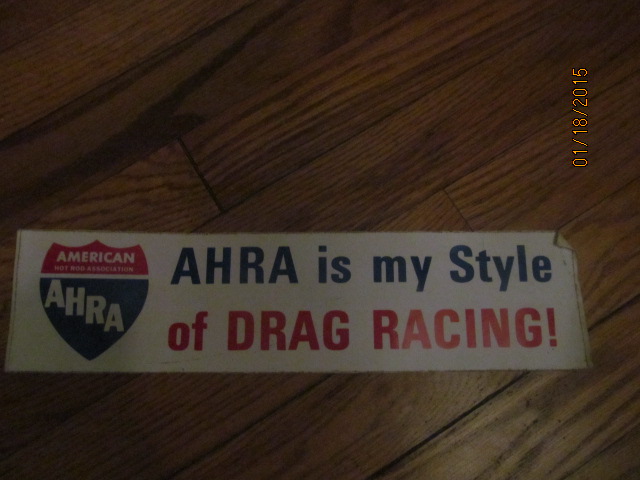 AMERICAN
HOT ROD ASSOCIATION
AHRA
AHRA is my Style
of DRAG RACING!
01/18/2015